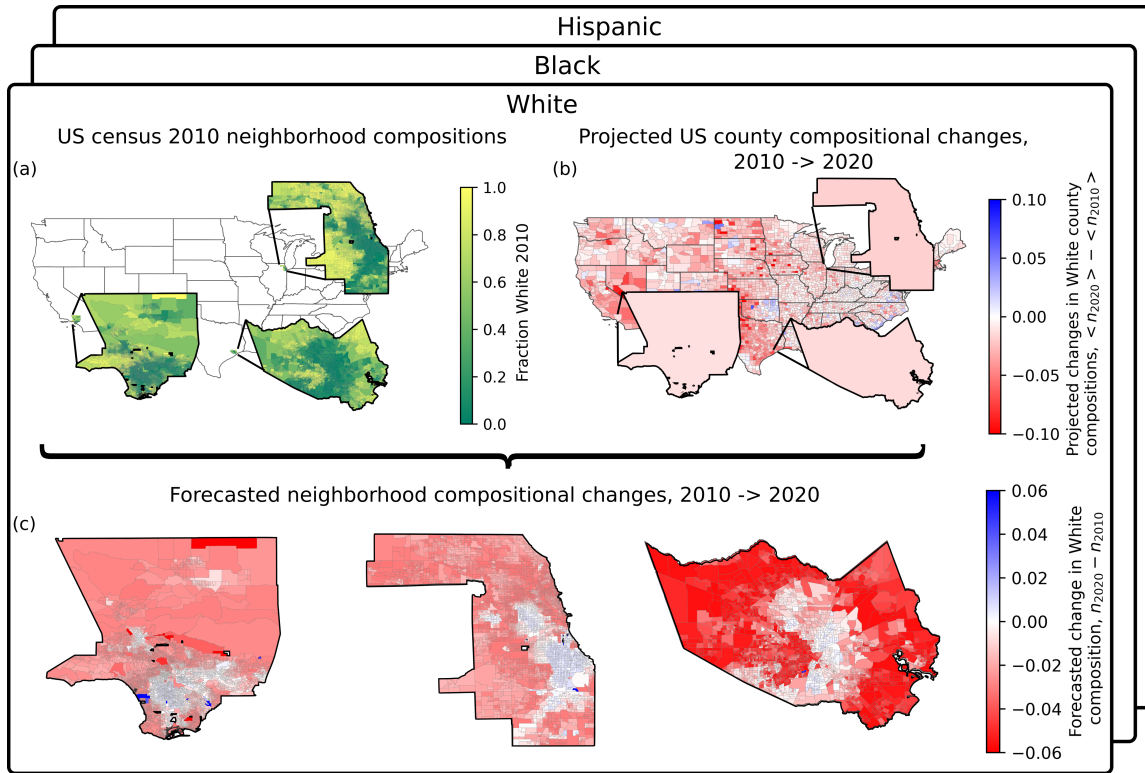 Hispanic
Black
White
US census 2010 neighborhood compositions
Projected US county compositional changes,
2010 -> 2020
(a)
(b)
1.0
0.8
0.6
0.4
0.2
0.0
Fraction White 2010
0.10
0.05
0.00
−0.05
−0.10
Projected changes in White county
compositions, < n2020 > − < n2010 >
Forecasted neighborhood compositional changes, 2010 -> 2020
(c)
0.06
0.04
0.02
0.00
−0.02
−0.04
−0.06
Forecasted change in White
composition, n2020 − n2010